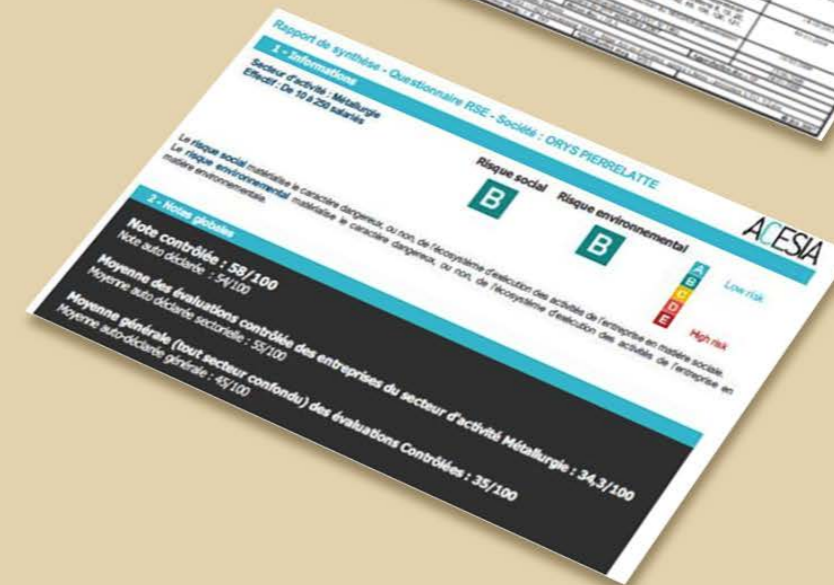 Rapport de synthèse - Questionnaire RSE - Société : ORYS PIERRELATTE
ACESIA
1 - Informations
Secteur d'activité : Métallurgie
Effectif : De 10 à 250 salariés
Risque social
Risque environnemental
B
B
A
B
C
D
E
Low risk
High risk
Le risque social matérialise le caractère dangereux, ou non, de l'écosystème d'exécution des activités de l'entreprise en matière sociale.
Le risque environnemental matérialise le caractère dangereux, ou non, de l'écosystème d'exécution des activités de l'entreprise en
matière environnementale.
2 - Notes globales
Note contrôlée : 58/100
Note auto déclarée : 54/100
Moyenne des évaluations contrôlée des entreprises du secteur d'activité Métallurgie : 34,3/100
Moyenne auto déclarée sectorielle : 55/100
Moyenne générale (tout secteur confondu) des évaluations Contrôlées : 35/100
Moyenne auto-déclarée générale : 45/100